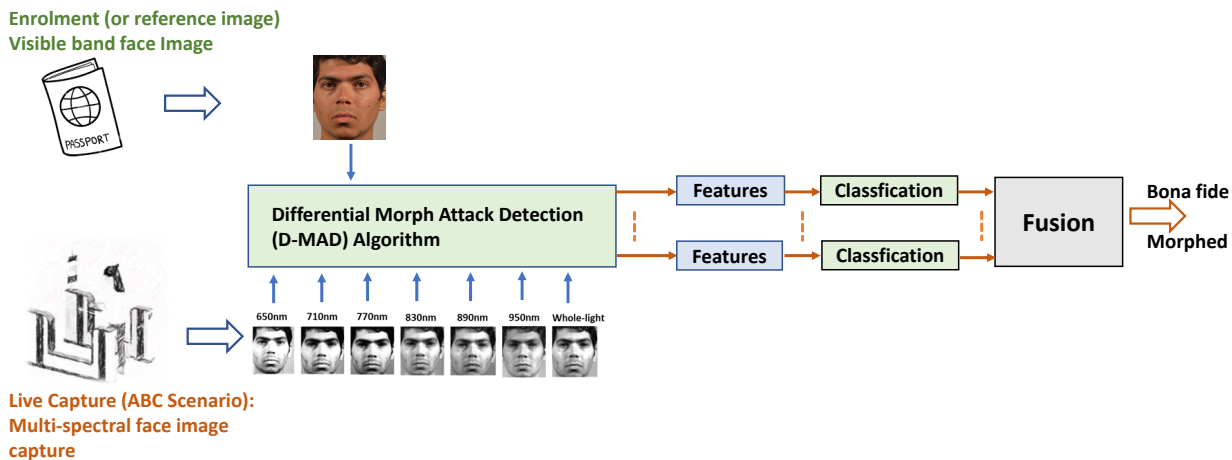 Enrolment (or reference image)
Visible band face Image
PASSPORT
Differential Morph Attack Detection
(D-MAD) Algorithm
Features
Classfication
Features
Classfication
Fusion
Bona fide
Morphed
650nm
710nm
770nm
830nm
890nm
950nm
Whole-light
Live Capture (ABC Scenario):
Multi-spectral face image
capture